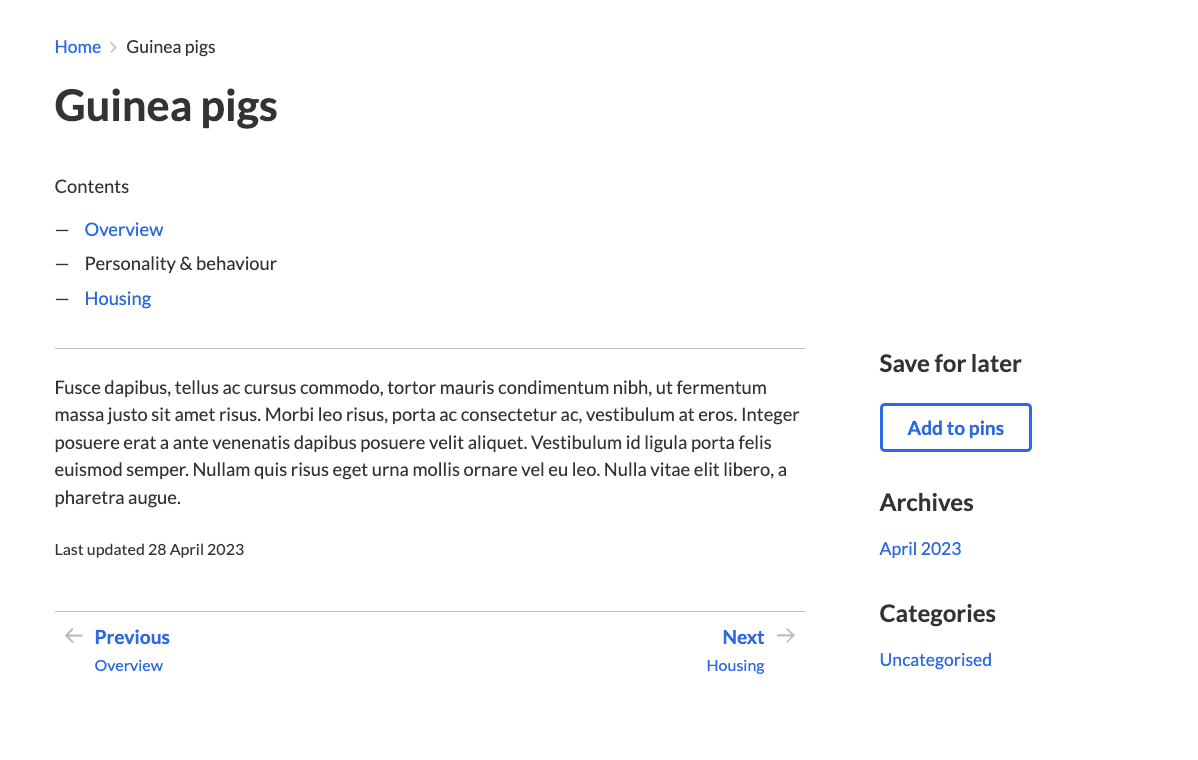 Home > Guinea pigs
Guinea pigs
Contents
— Overview
— Personality & behaviour
— Housing
Fusce dapibus, tellus ac cursus commodo, tortor mauris condimentum nibh, ut fermentum
massa justo sit amet risus. Morbi leo risus, porta ac consectetur ac, vestibulum at eros. Integer
posuere erat a ante venenatis dapibus posuere velit aliquet. Vestibulum id ligula porta felis
euismod semper. Nullam quis risus eget urna mollis ornare vel eu leo. Nulla vitae elit libero, a
pharetra augue.
Last updated 28 April 2023
← Previous
Overview
Next →
Housing
Save for later
Add to pins
Archives
April 2023
Categories
Uncategorised